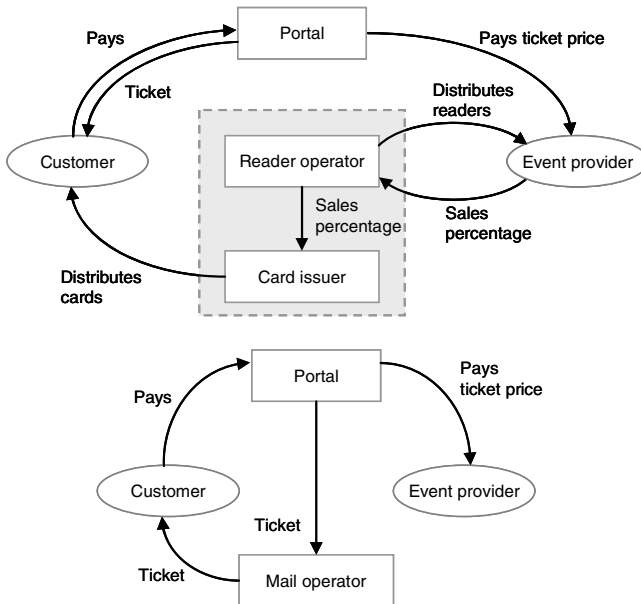 Pays
Portal
Pays ticket price
Ticket
Distributes
readers
Customer
Reader operator
Event provider
Sales
percentage
Sales
percentage
Distributes
cards
Card issuer
Portal
Pays
Pays
ticket price
Customer
Event provider
Ticket
Ticket
Mail operator